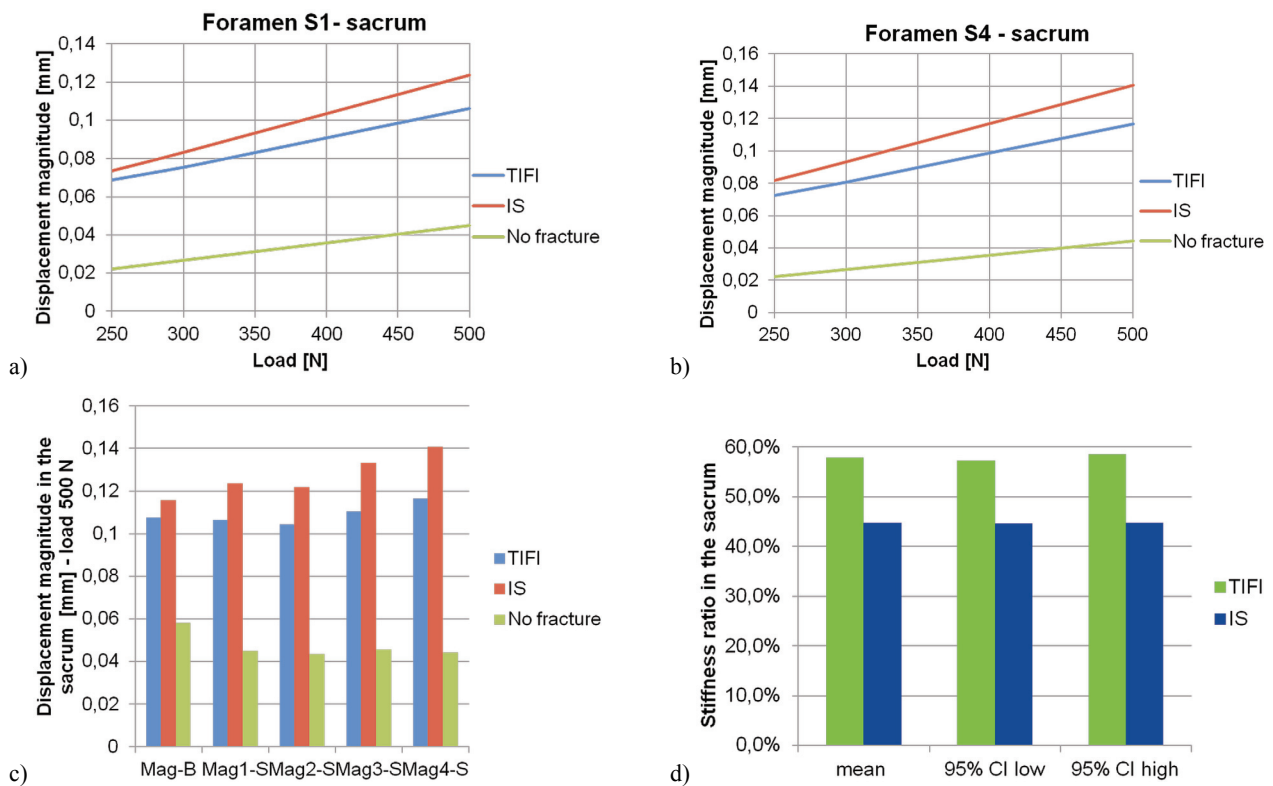 Foramen S1- sacrum
Displacement magnitude [mm]
0,14
0,12
0,1
0,08
0,06
0,04
0,02
0
250 300 350 400 450 500
Load [N]
TIFI
IS
No fracture
a)
Foramen S4 - sacrum
Displacement magnitude [mm]
0,16
0,14
0,12
0,1
0,08
0,06
0,04
0,02
0
250 300 350 400 450 500
Load [N]
TIFI
IS
No fracture
b)
Displacement magnitude in the
sacrum [mm] - load 500 N
0,16
0,14
0,12
0,1
0,08
0,06
0,04
0,02
0
Mag-B Mag1-S Mag2-S Mag3-S Mag4-S
TIFI
IS
No fracture
c)
Stiffness ratio in the sacrum
60,0%
50,0%
40,0%
30,0%
20,0%
10,0%
0,0%
mean 95% CI low 95% CI high
TIFI
IS
d)